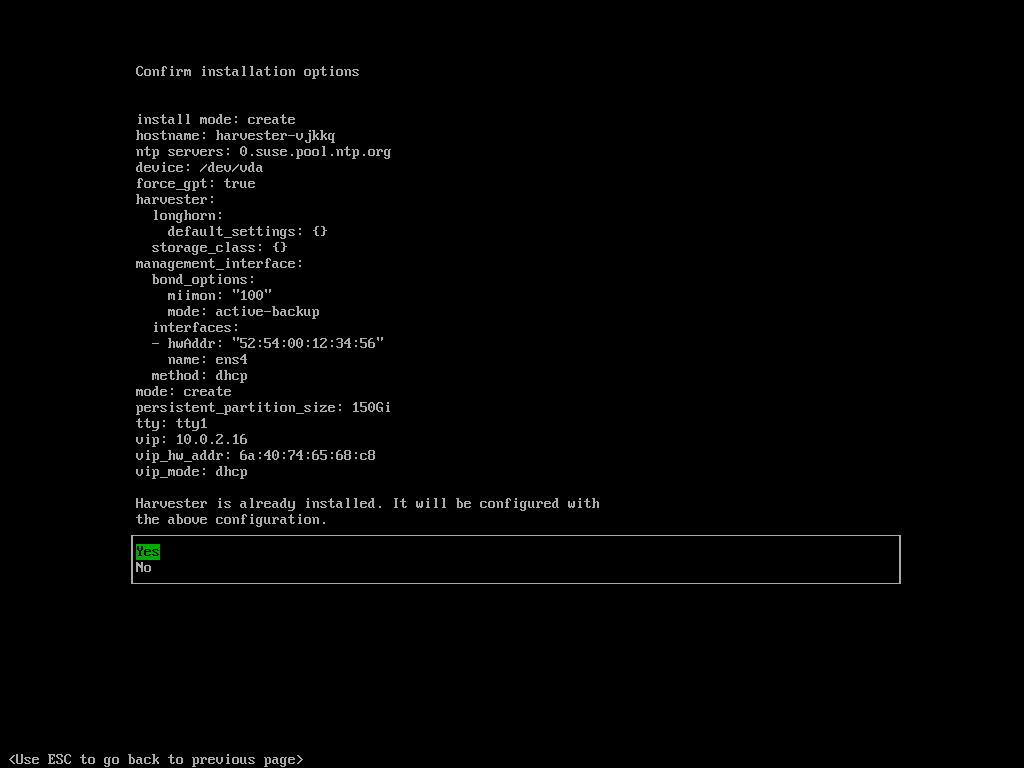 Confirm installation options
install mode: create
hostname: harvester-vjkkq
ntp servers: 0.suse.pool.ntp.org
device: /dev/vda
force_gpt: true
harvester:
  longhorn:
    default_settings: {}
  storage_class: {}
management_interface:
  bond_options:
    miimon: "100"
    mode: active-backup
  interfaces:
  - hwAddr: "52:54:00:12:34:56"
    name: ens4
  method: dhcp
mode: create
persistent_partition_size: 150Gi
tty: tty1
vip: 10.0.2.16
vip_hw_addr: 6a:40:74:65:68:c8
vip_mode: dhcp
Harvester is already installed. It will be configured with
the above configuration.
Yes
No
<Use ESC to go back to previous page>